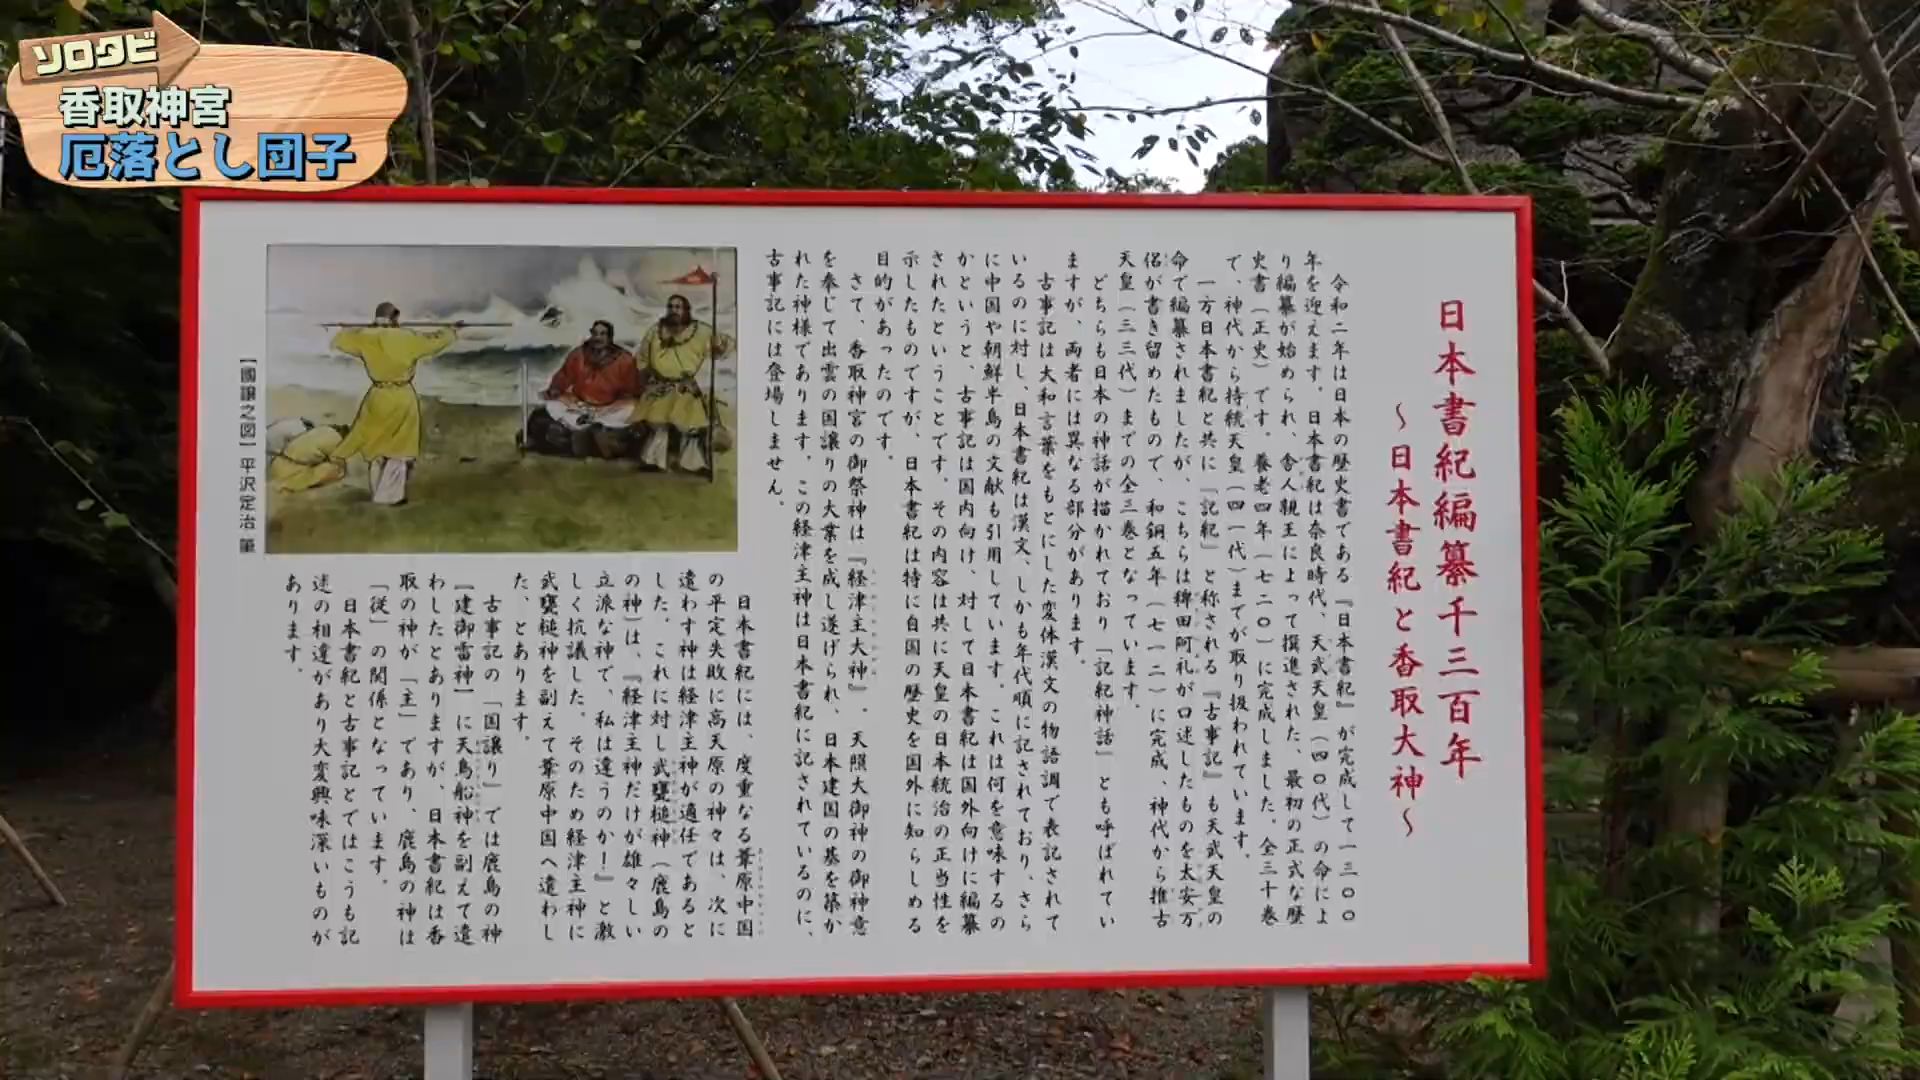 ソロタビ
香取神宮
厄落とし団子
日本書紀編纂千三百年
～日本書紀と香取大神～
令和二年は日本の歴史書である『日本書紀』が完成して一三〇〇
年を迎えます。日本書紀は奈良時代、天武天皇（四〇代）の命によ
り編纂が始められ、舎人親王によって撰進された、最初の正式な歴
史書（正史）です。養老四年（七二〇）に完成しました。全三十巻
で、神代から持統天皇（四一代）までが取り扱われています。
一方日本書紀と共に「記紀」と称される『古事記』も天武天皇の
命で編纂されましたが、こちらは稗田阿礼が口述したものを太安万
侶が書き留めたもので、和銅五年（七一二）に完成、神代から推古
天皇（三三代）までの全三巻となっています。
どちらも日本の神話が描かれており「記紀神話」とも呼ばれてい
ますが、両者には異なる部分があります。
古事記は大和言葉をもとにした変体漢文の物語調で表記されて
いるのに対し、日本書紀は漢文、しかも年代順に記されており、さら
に中国や朝鮮半島の文献も引用しています。これは何を意味するの
かというと、古事記は国内向け、対して日本書紀は国外向けに編纂
されたということです。その内容は共に天皇の日本統治の正当性を
示したものですが、日本書紀は特に自国の歴史を国外に知らしめる
目的があったのです。
さて、香取神宮の御祭神は『経津主大神』。天照大御神の御神意
を奉じて出雲の国譲りの大業を成し遂げられ、日本建国の基を築か
れた神様であります。この経津主神は日本書紀に記されているのに、
古事記には登場しません。
【國譲之図】平沢定治 筆
日本書紀には、度重なる葦原中国
の平定失敗に高天原の神々は、次に
遣わす神は経津主神が適任であると
した。これに対し武甕槌神（鹿島の
の神）は、『経津主神だけが雄々しい
立派な神で、私は違うのか！』と激
しく抗議した。そのため経津主神に
武甕槌神を副えて葦原中国へ遣わし
た、とあります。
古事記の「国譲り」では鹿島の神
【建御雷神】に天鳥船神を副えて遣
わしたとありますが、日本書紀は香
取の神が「主」であり、鹿島の神は
「従」の関係となっています。
日本書紀と古事記とではこうも記
述の相違があり大変興味深いものが
あります。